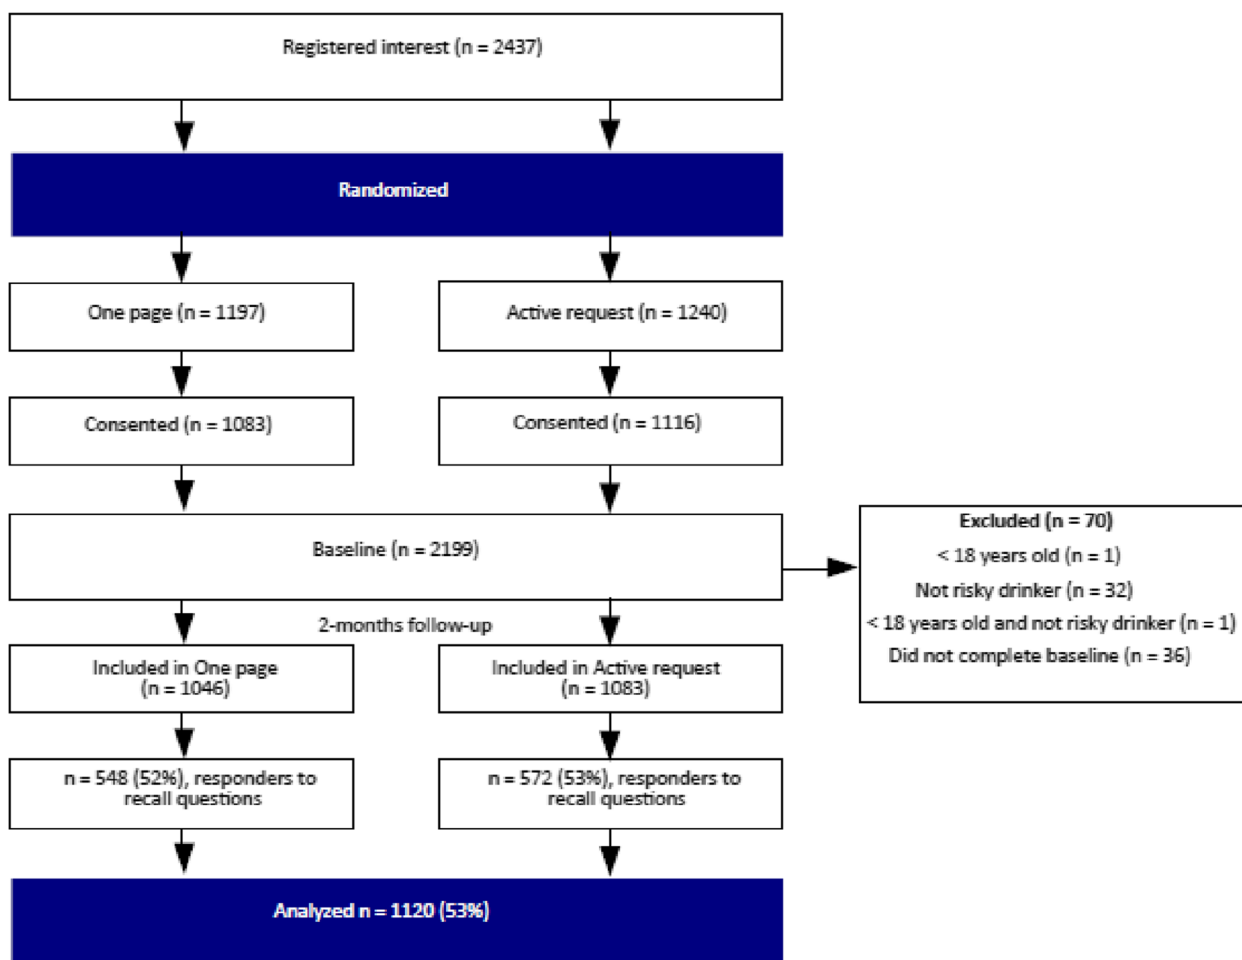 Registered interest (n = 2437)
Randomized
One page (n = 1197)
Active request (n = 1240)
Consented (n = 1083)
Consented (n = 1116)
Baseline (n = 2199)
Excluded (n = 70)
< 18 years old (n = 1)
Not risky drinker (n = 32)
< 18 years old and not risky drinker (n = 1)
Did not complete baseline (n = 36)
2-months follow-up
Included in One page
(n = 1046)
Included in Active request
(n = 1083)
n = 548 (52%), responders to
recall questions
n = 572 (53%), responders to
recall questions
Analyzed n = 1120 (53%)